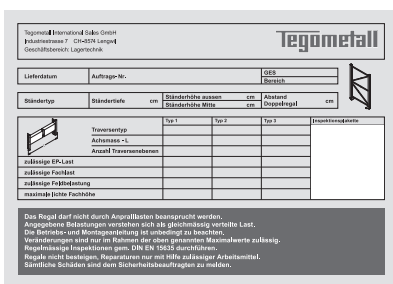 Tegometall International Sales GmbH
Industriestrasse 7 CH-8574 Lengwil
Geschäftsbereich: Lagertechnik
Tegometall
Lieferdatum
Auftrags-Nr.
GES
Bereich
Ständertyp
Ständertiefe cm
Ständerhöhe aussen cm
Ständerhöhe Mitte cm
Abstand
Doppelregal cm
Typ 1 Typ 2 Typ 3 Inspektionsplakette
Traversentyp
Achsmass - L
Anzahl Traversenebenen
zulässige EP-Last
zulässige Fachlast
zulässige Feldbelastung
maximale lichte Fachhöhe
Das Regal darf nicht durch Anpralllasten beansprucht werden.
Angegebene Belastungen verstehen sich als gleichmässig verteilte Last.
Die Betriebs- und Montageanleitung ist unbedingt zu beachten,
Veränderungen sind nur im Rahmen der oben genannten Maximalwerte zulässig.
Regelmässige Inspektionen gem. DIN EN 15635 durchführen.
Regale nicht besteigen, Reparaturen nur mit Hilfe zulässiger Arbeitsmittel.
Sämtliche Schäden sind dem Sicherheitsbeauftragten zu melden.